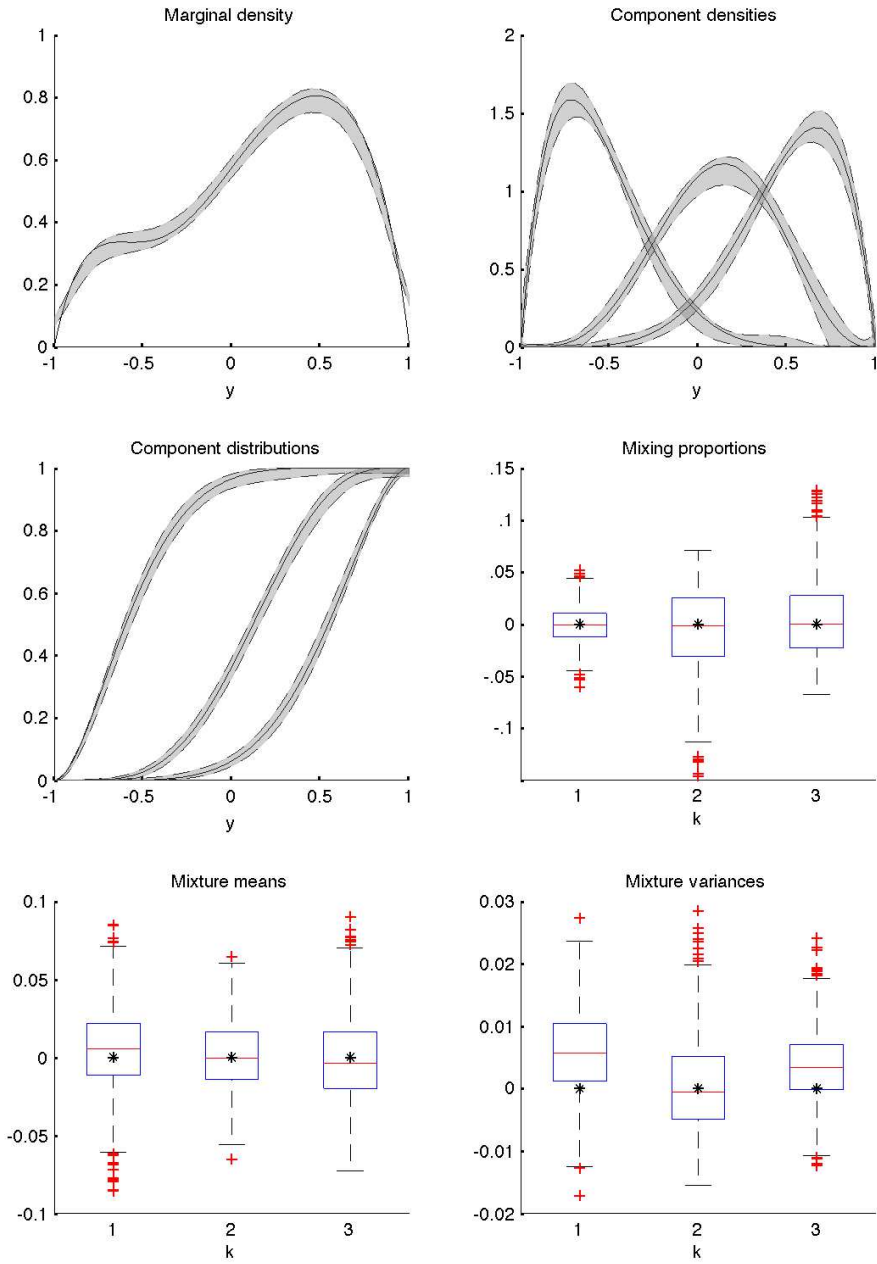 Marginal density
1
0.8
0.6
0.4
0.2
0
-1 -0.5 0 0.5 1
y
Component densities
2
1.5
1
0.5
0
-1 -0.5 0 0.5 1
y
Component distributions
1
0.8
0.6
0.4
0.2
0
-1 -0.5 0 0.5 1
y
Mixing proportions
.15
.1
.05
0
-.05
-.1
1 2 3
k
Mixture means
0.1
0.05
0
-0.05
-0.1
1 2 3
k
Mixture variances
0.03
0.02
0.01
0
-0.01
-0.02
1 2 3
k